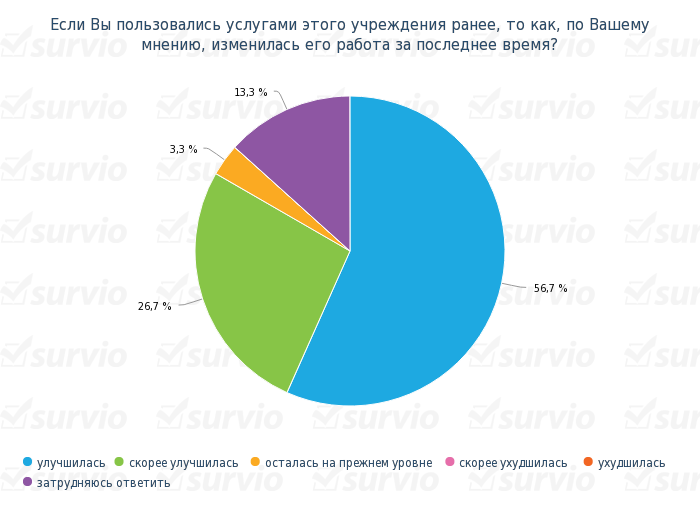 Если Вы пользовались услугами этого учреждения ранее, то как, по Вашему
мнению, изменилась его работа за последнее время?
13,3 %
3,3 %
56,7 %
26,7 %
улучшилась скорее улучшилась осталась на прежнем уровне скорее ухудшилась ухудшилась
затрудняюсь ответить